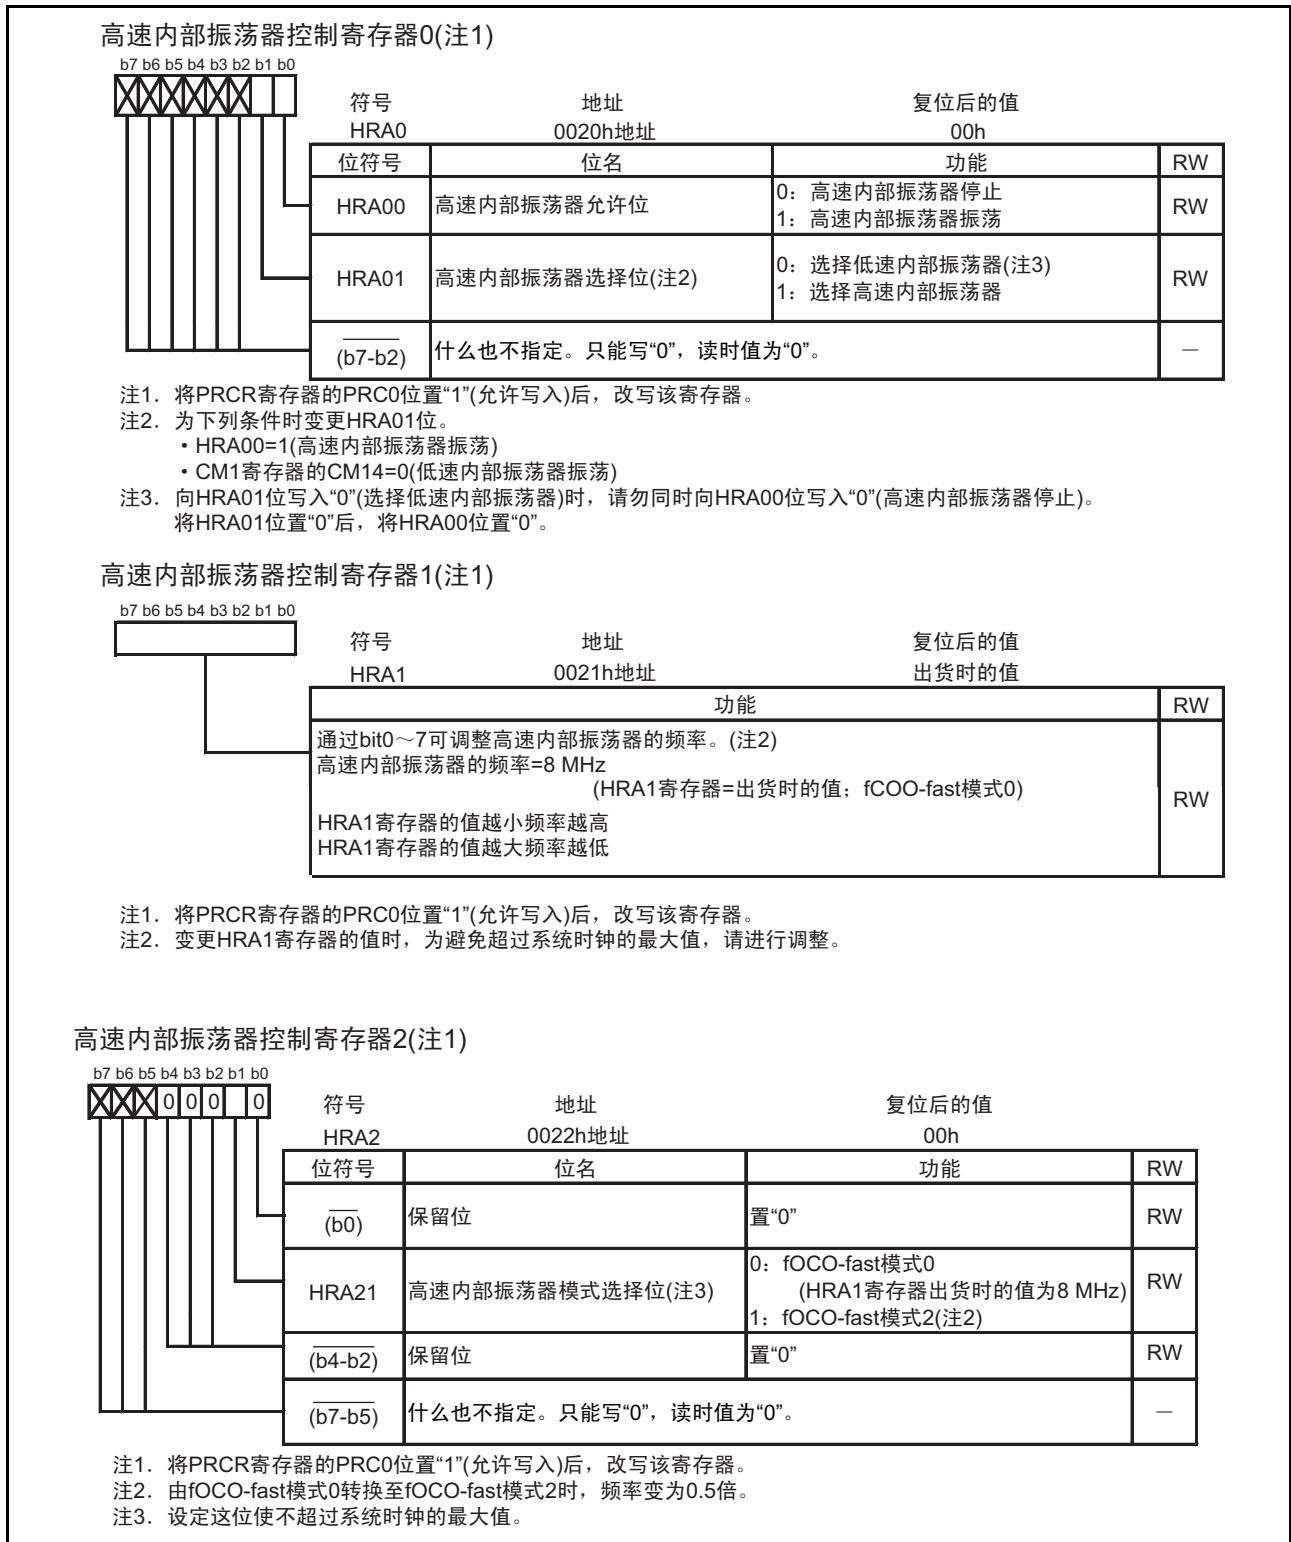 高速内部振荡器控制寄存器0(注1)
b7 b6 b5 b4 b3 b2 b1 b0
符号 地址 复位后的值
HRA0 0020h地址 00h
位符号 位名 功能 RW
HRA00 高速内部振荡器允许位 0：高速内部振荡器停止 RW
1：高速内部振荡器振荡
HRA01 高速内部振荡器选择位(注2) 0：选择低速内部振荡器(注3) RW
1：选择高速内部振荡器
(b7-b2) 什么也不指定。只能写“0”，读时值为“0”。 —
注1．将PRCR寄存器的PRC0位置“1”(允许写入)后，改写该寄存器。
注2．为下列条件时变更HRA01位。
・HRA00=1(高速内部振荡器振荡)
・CM1寄存器的CM14=0(低速内部振荡器振荡)
注3．向HRA01位写入“0”(选择低速内部振荡器)时，请勿同时向HRA00位写入“0”(高速内部振荡器停止)。
将HRA01位置“0”后，将HRA00位置“0”。
高速内部振荡器控制寄存器1(注1)
b7 b6 b5 b4 b3 b2 b1 b0
符号 地址 复位后的值
HRA1 0021h地址 出货时的值
功能 RW
通过bit0～7可调整高速内部振荡器的频率。(注2)
高速内部振荡器的频率=8 MHz
(HRA1寄存器=出货时的值；fCOO-fast模式0) RW
HRA1寄存器的值越小频率越高
HRA1寄存器的值越大频率越低
注1．将PRCR寄存器的PRC0位置“1”(允许写入)后，改写该寄存器。
注2．变更HRA1寄存器的值时，为避免超过系统时钟的最大值，请进行调整。
高速内部振荡器控制寄存器2(注1)
b7 b6 b5 b4 b3 b2 b1 b0
0 0 0 0
符号 地址 复位后的值
HRA2 0022h地址 00h
位符号 位名 功能 RW
(b0) 保留位 置“0” RW
HRA21 高速内部振荡器模式选择位(注3) 0：fOCO-fast模式0 RW
(HRA1寄存器出货时的值为8 MHz)
1：fOCO-fast模式2(注2)
(b4-b2) 保留位 置“0” RW
(b7-b5) 什么也不指定。只能写“0”，读时值为“0”。 —
注1．将PRCR寄存器的PRC0位置“1”(允许写入)后，改写该寄存器。
注2．由fOCO-fast模式0转换至fOCO-fast模式2时，频率变为0.5倍。
注3．设定这位使不超过系统时钟的最大值。